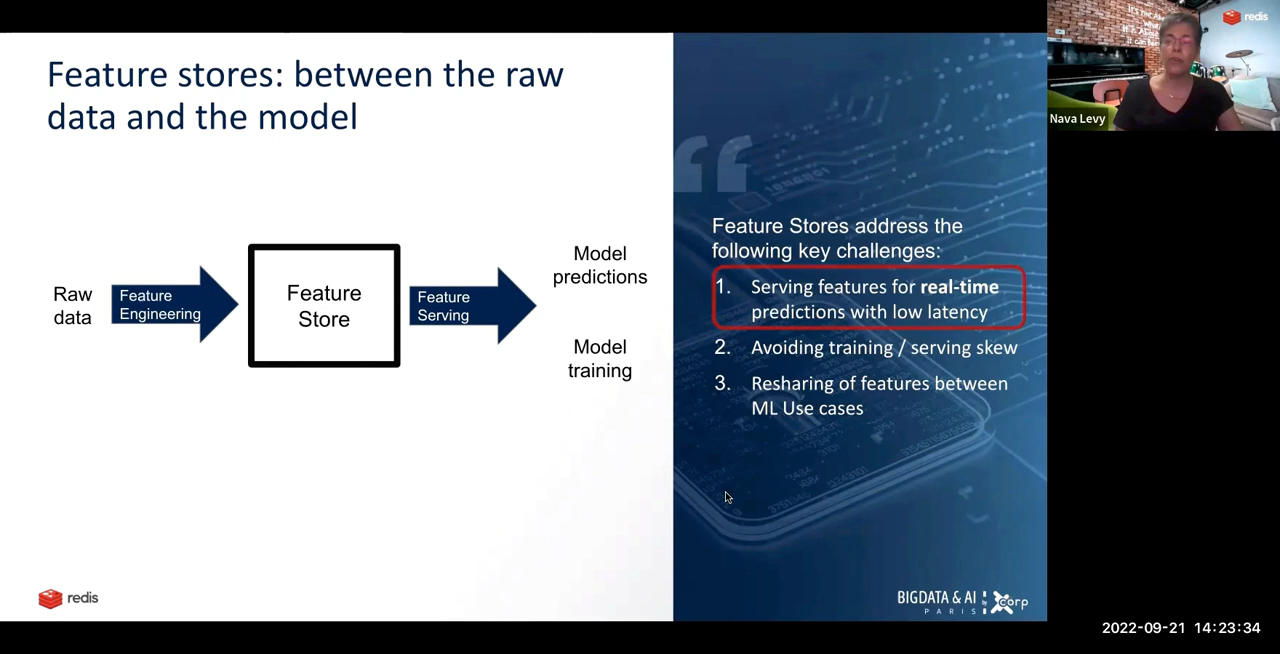 Feature stores: between the raw
data and the model
Raw
data
Feature
Engineering
Feature
Store
Feature
Serving
Model
predictions
Model
training
redis
Feature Stores address the
following key challenges:
1. Serving features for real-time
predictions with low latency
2. Avoiding training / serving skew
3. Resharing of features between
ML Use cases
BIGDATA & AI
PARIS
by
corp
redis
Nava Levy
2022-09-21 14:23:34